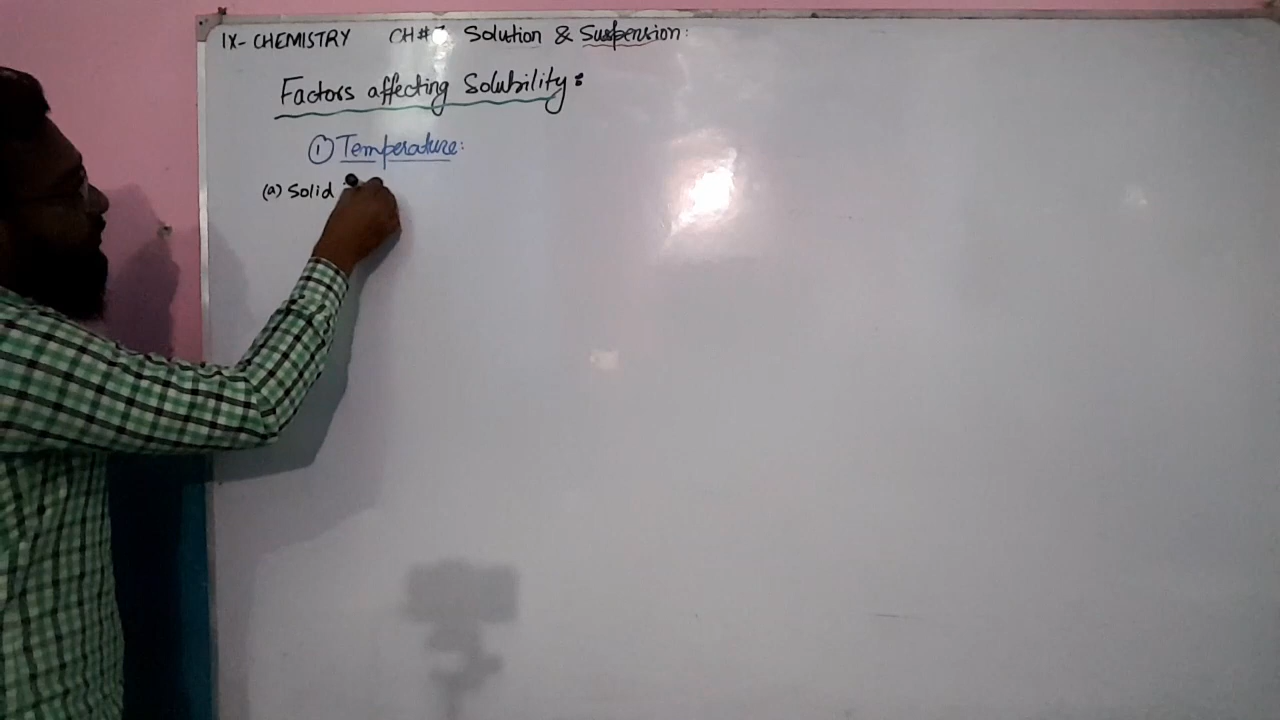 IX- CHEMISTRY CH# Solution & Suspension:
Factors affecting Solubility:
① Temperature:
(a) Solid